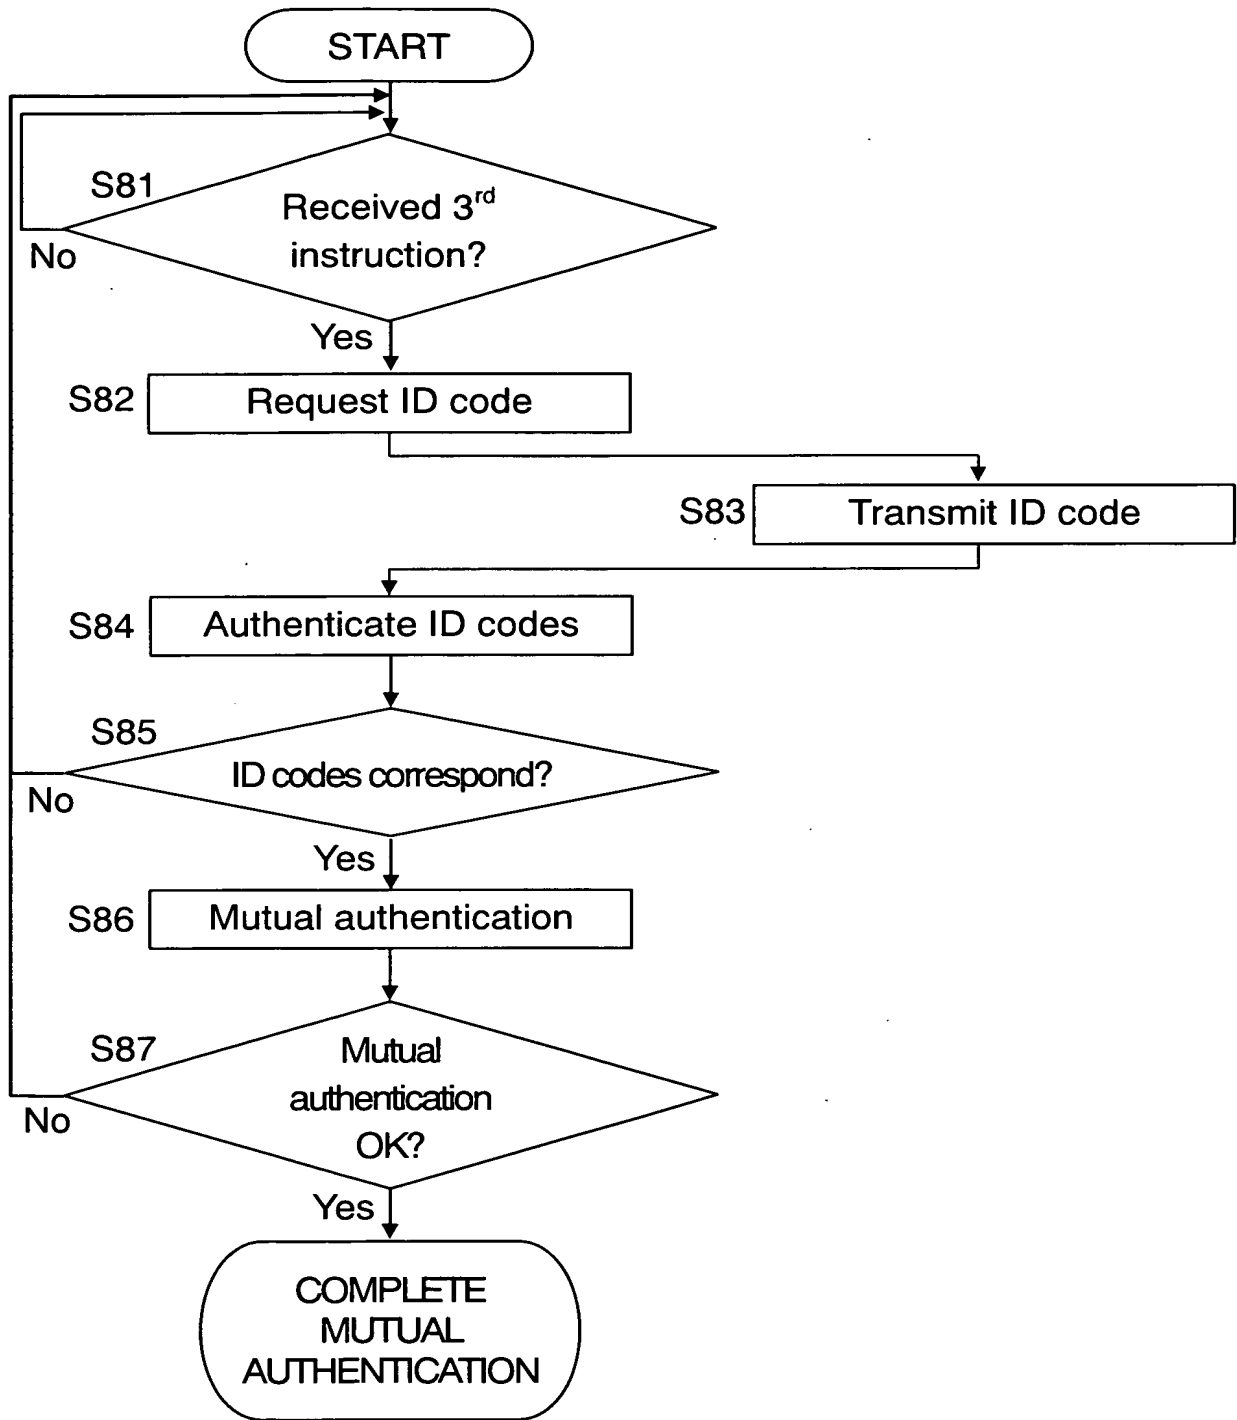 START
S81
Received 3rd
instruction?
No
Yes
S82
Request ID code
S83
Transmit ID code
S84
Authenticate ID codes
S85
ID codes correspond?
No
Yes
S86
Mutual authentication
S87
Mutual
authentication
OK?
No
Yes
COMPLETE
MUTUAL
AUTHENTICATION